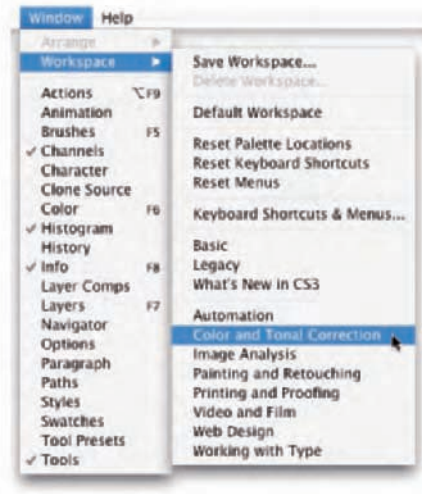 Window Help
Arrange
Workspace
Actions ⌥F9
Animation
Brushes F5
✓ Channels
Character
Clone Source
Color F6
✓ Histogram
History
✓ Info F8
Layer Comps
Layers F7
Navigator
Options
Paragraph
Paths
Styles
Swatches
Tool Presets
✓ Tools
Save Workspace...
Delete Workspace...
Default Workspace
Reset Palette Locations
Reset Keyboard Shortcuts
Reset Menus
Keyboard Shortcuts & Menus...
Basic
Legacy
What's New in CS3
Automation
Color and Tonal Correction
Image Analysis
Painting and Retouching
Printing and Proofing
Video and Film
Web Design
Working with Type